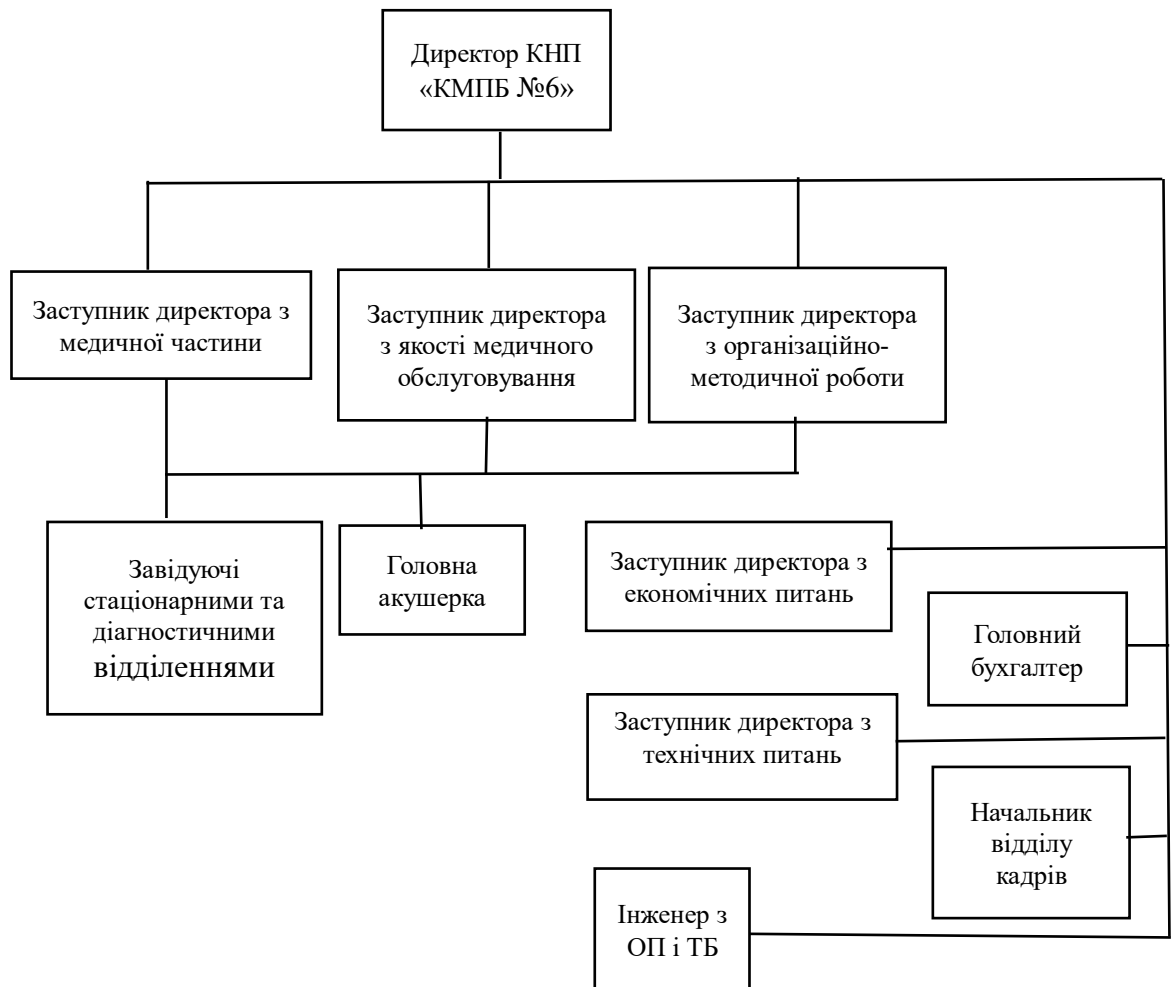 Директор КНП
«КМПБ №6»
Заступник директора з
медичної частини
Заступник директора
з якості медичного
обслуговування
Заступник директора
з організаційно-
методичної роботи
Завідуючі
стаціонарними та
діагностичними
відділеннями
Головна
акушерка
Заступник директора з
економічних питань
Головний
бухгалтер
Заступник директора з
технічних питань
Начальник
відділу
кадрів
Інженер з
ОП і ТБ